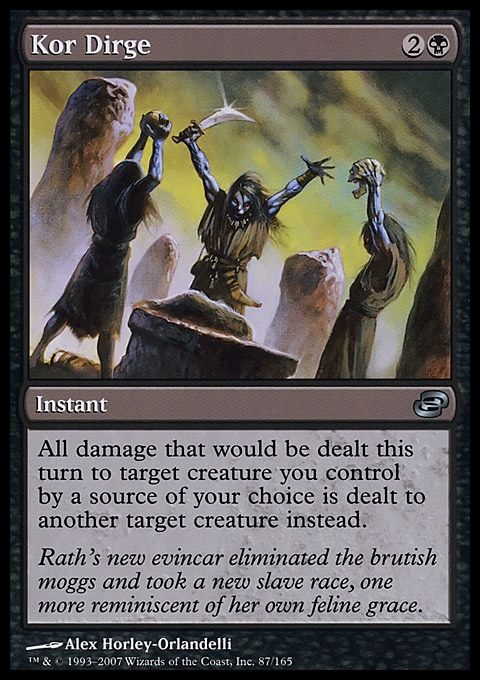 Kor Dirge 2
Instant
All damage that would be dealt this
turn to target creature you control
by a source of your choice is dealt to
another target creature instead.
Rath's new evincar eliminated the brutish
moggs and took a new slave race, one
more reminiscent of her own feline grace.
Alex Horley-Orlandelli
™ & © 1993–2007 Wizards of the Coast, Inc. 87/165